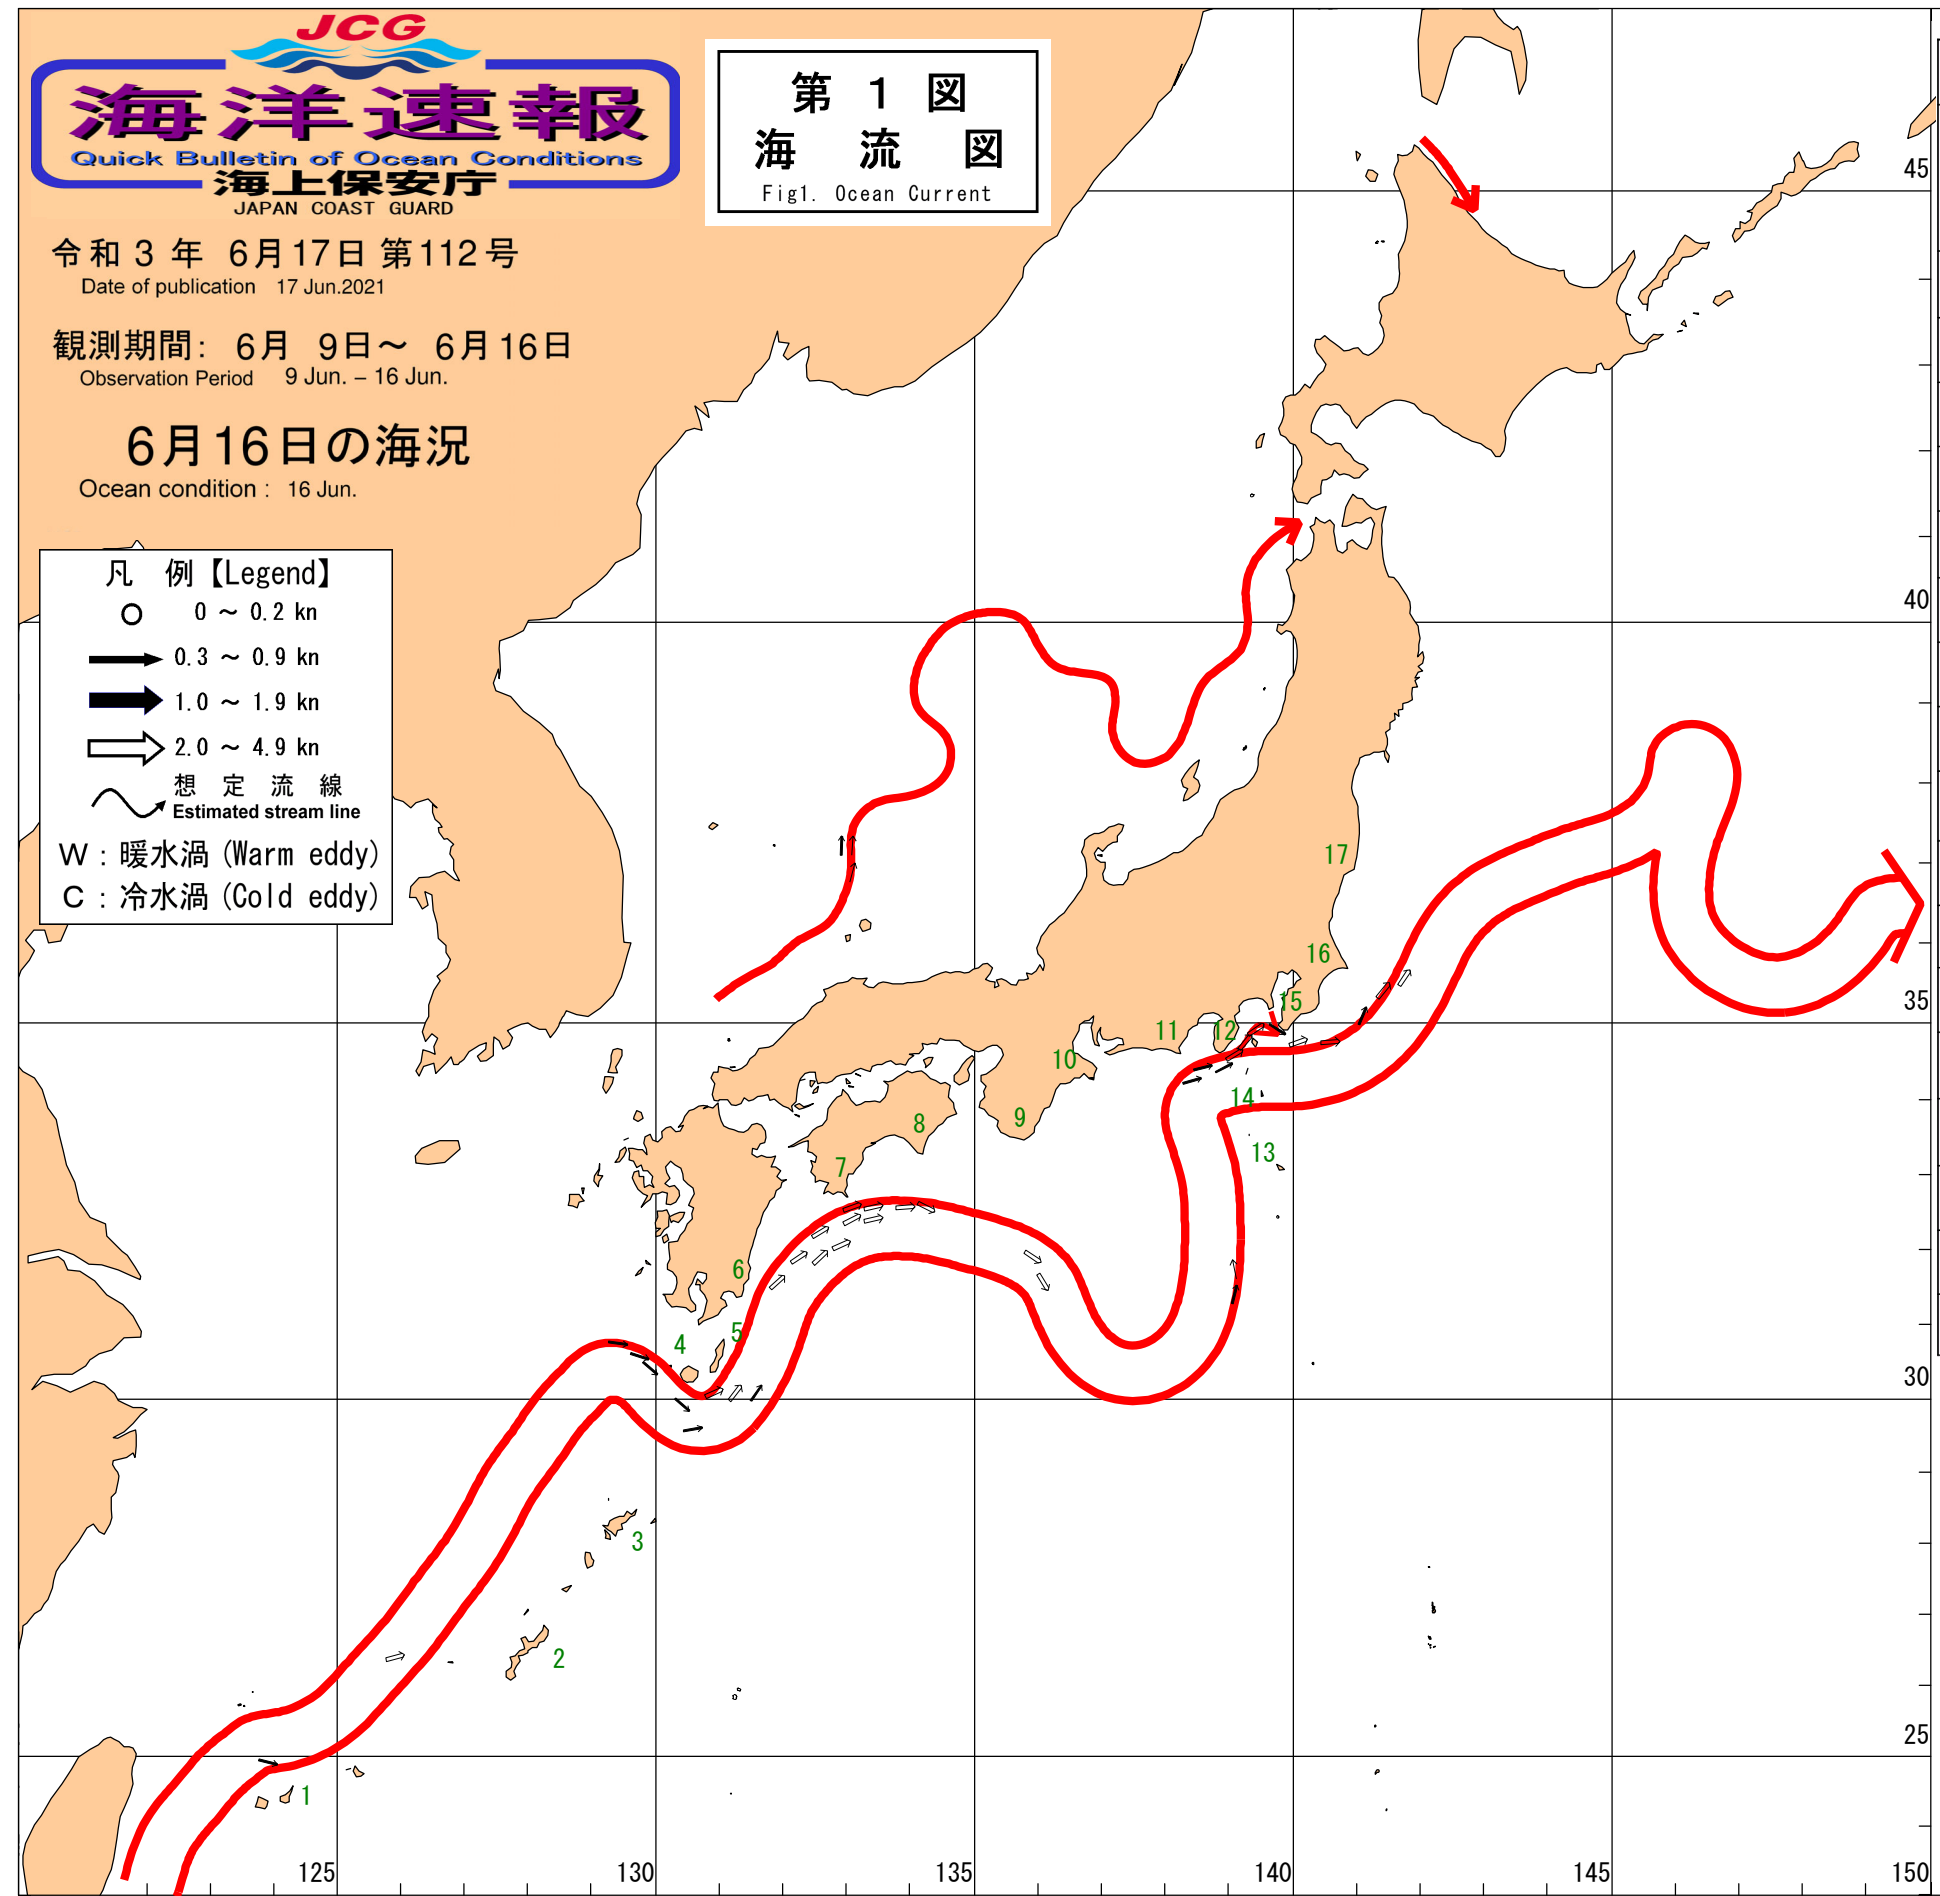 JCG
海洋速報
Quick Bulletin of Ocean Conditions
海上保安庁
JAPAN COAST GUARD
令和 3 年 6月17日 第112号
Date of publication 17 Jun.2021
観測期間: 6月 9日～ 6月16日
Observation Period 9 Jun. – 16 Jun.
6月16日の海況
Ocean condition : 16 Jun.
第 1 図
海 流 図
Fig1. Ocean Current
凡 例【Legend】
0 ～ 0.2 kn
0.3 ～ 0.9 kn
1.0 ～ 1.9 kn
2.0 ～ 4.9 kn
想 定 流 線
Estimated stream line
W : 暖水渦 (Warm eddy)
C : 冷水渦 (Cold eddy)
45
40
17
16
35
15
12
11
10
14
9
8
13
7
6
5
4
30
3
2
25
1
125
130
135
140
145
150